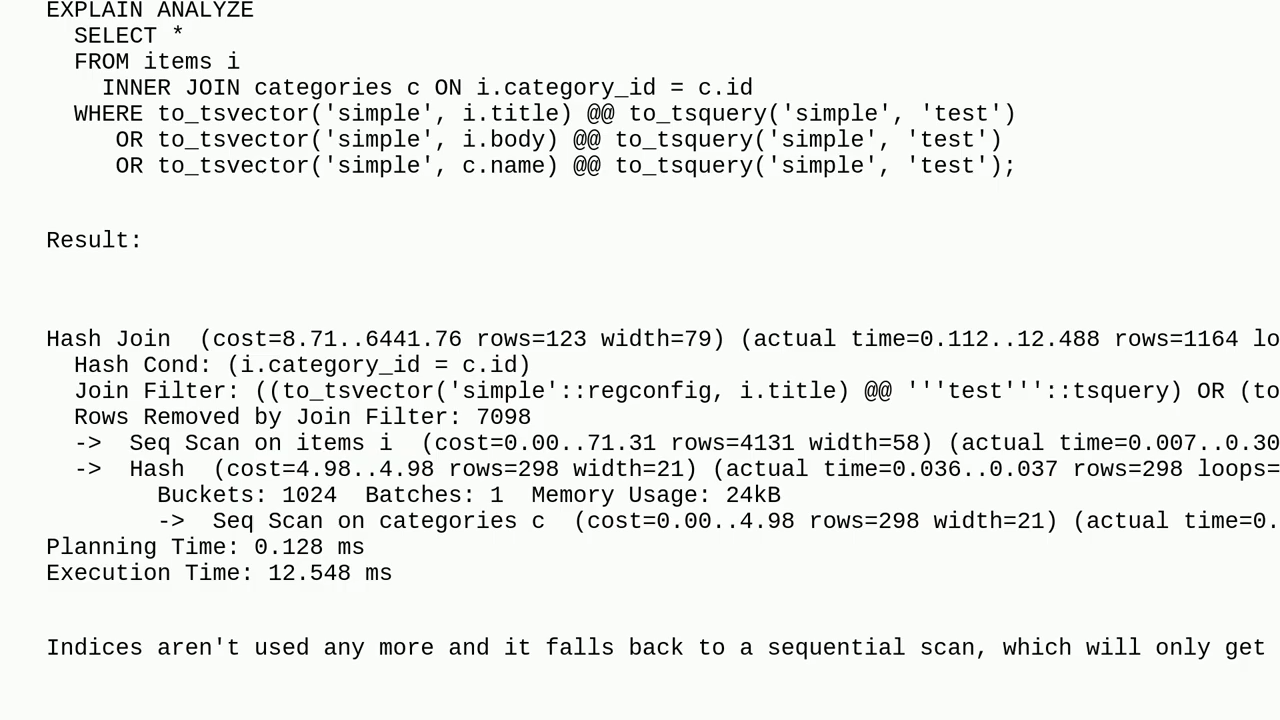 EXPLAIN ANALYZE
SELECT *
FROM items i
INNER JOIN categories c ON i.category_id = c.id
WHERE to_tsvector('simple', i.title) @@ to_tsquery('simple', 'test')
OR to_tsvector('simple', i.body) @@ to_tsquery('simple', 'test')
OR to_tsvector('simple', c.name) @@ to_tsquery('simple', 'test');
Result:
Hash Join  (cost=8.71..6441.76 rows=123 width=79) (actual time=0.112..12.488 rows=1164 lo
Hash Cond: (i.category_id = c.id)
Join Filter: ((to_tsvector('simple'::regconfig, i.title) @@ '''test'''::tsquery) OR (to
Rows Removed by Join Filter: 7098
->  Seq Scan on items i  (cost=0.00..71.31 rows=4131 width=58) (actual time=0.007..0.30
->  Hash  (cost=4.98..4.98 rows=298 width=21) (actual time=0.036..0.037 rows=298 loops=
Buckets: 1024  Batches: 1  Memory Usage: 24kB
->  Seq Scan on categories c  (cost=0.00..4.98 rows=298 width=21) (actual time=0.
Planning Time: 0.128 ms
Execution Time: 12.548 ms
Indices aren't used any more and it falls back to a sequential scan, which will only get